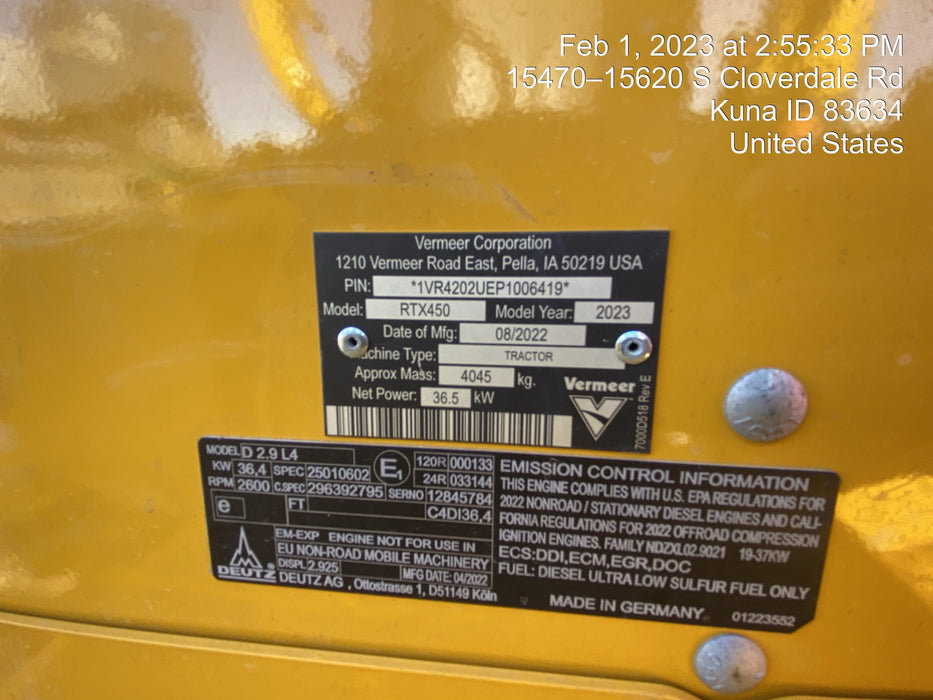 Feb 1, 2023 at 2:55:33 PM
15470–15620 S Cloverdale Rd
Kuna ID 83634
United States
Vermeer Corporation
1210 Vermeer Road East, Pella, IA 50219 USA
PIN: *1VR4202UEP1006419*
Model: RTX450 Model Year: 2023
Date of Mfg: 08/2022
achine Type: TRACTOR
Approx Mass: 4045 kg.
Net Power: 36.5 kW
Vermeer
7000D518 Rev E
MODEL D 2.9 L4
KW 36,4 SPEC 25010602 E1 120R 000133
RPM 2600 C.SPEC 296392795 24R 033144
SERNO 12845784
e FT C4DI36,4
EM-EXP ENGINE NOT FOR USE IN
EU NON-ROAD MOBILE MACHINERY
DISPL 2.925 MFG DATE: 04/2022
DEUTZ® DEUTZ AG , Ottostrasse 1, D51149 Köln
EMISSION CONTROL INFORMATION
THIS ENGINE COMPLIES WITH U.S. EPA REGULATIONS FOR
2022 NONROAD / STATIONARY DIESEL ENGINES AND CALI-
FORNIA REGULATIONS FOR 2022 OFFROAD COMPRESSION
IGNITION ENGINES. FAMILY NDZXL02.9021 19-37KW
ECS:DDI,ECM,EGR,DOC
FUEL: DIESEL ULTRA LOW SULFUR FUEL ONLY
MADE IN GERMANY 01223552